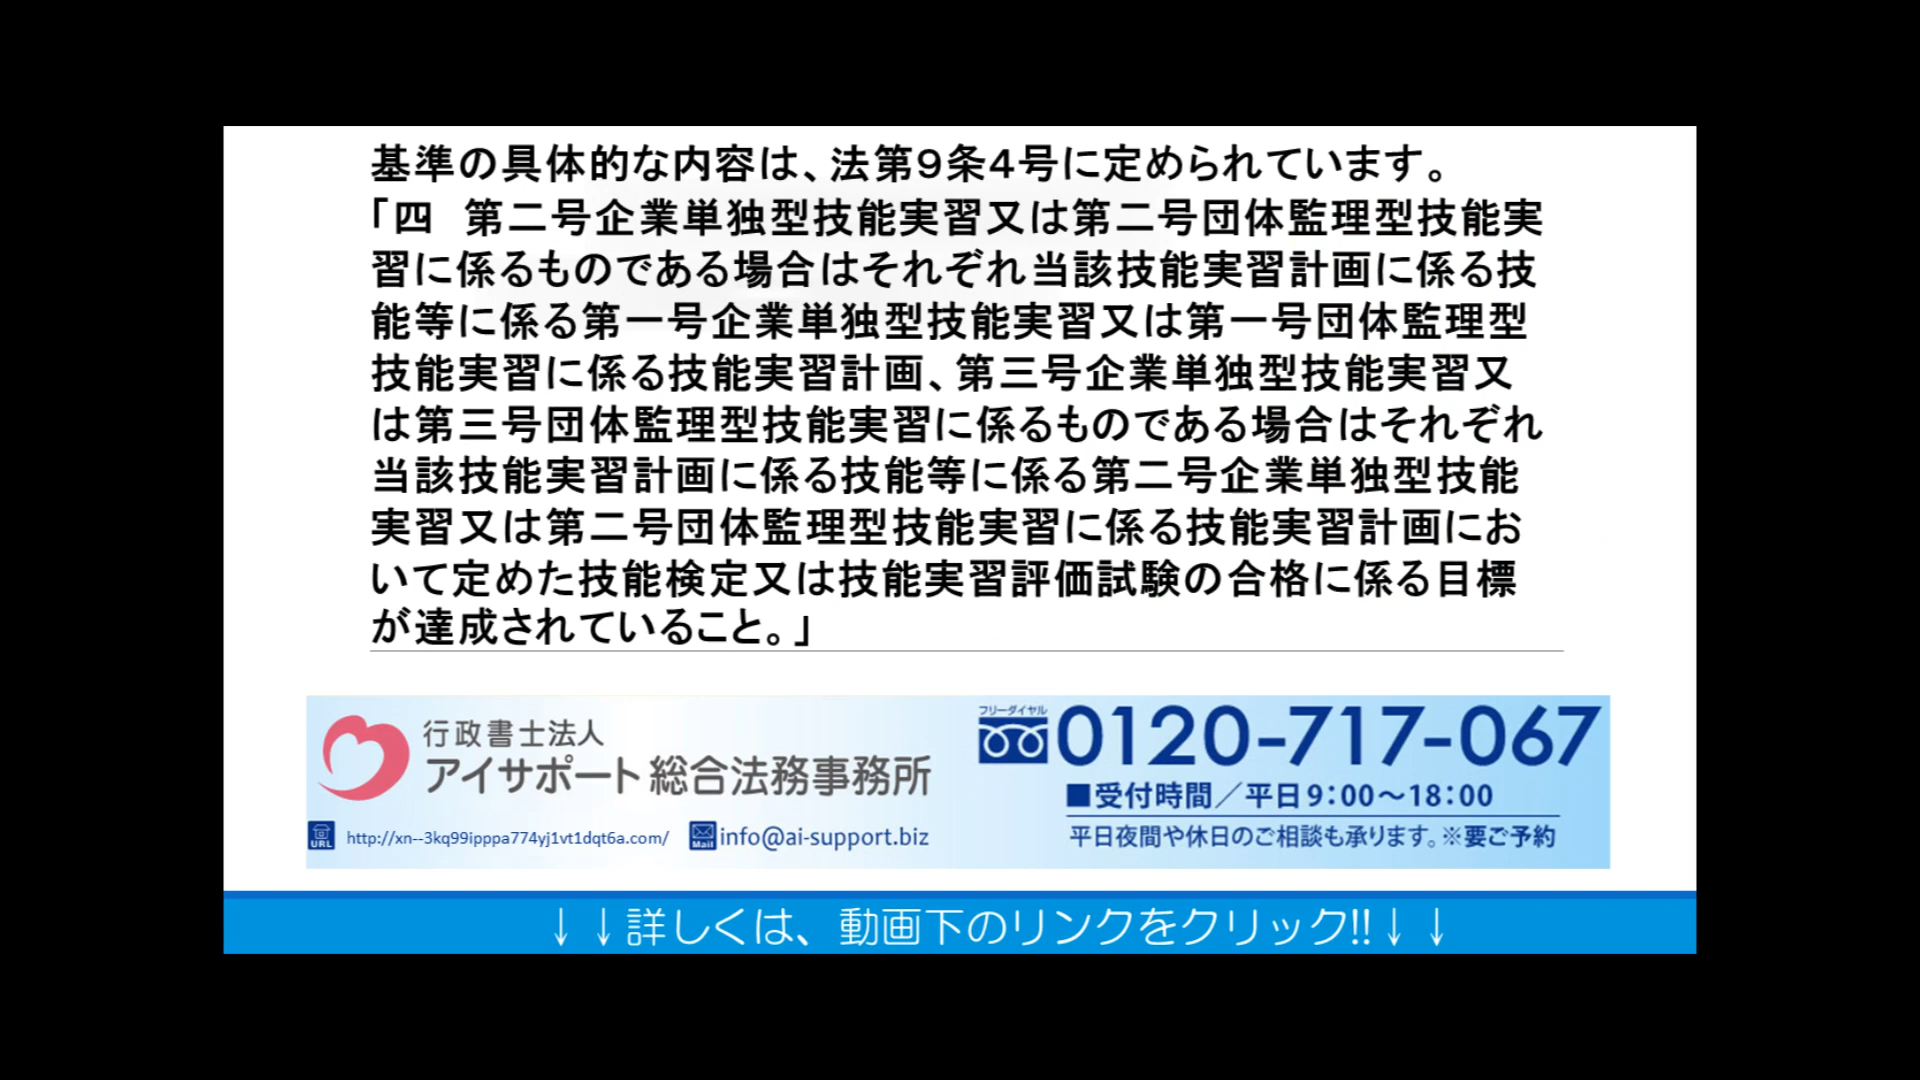 基準の具体的な内容は、法第9条4号に定められています。
「四　第二号企業単独型技能実習又は第二号団体監理型技能実
習に係るものである場合はそれぞれ当該技能実習計画に係る技
能等に係る第一号企業単独型技能実習又は第一号団体監理型
技能実習に係る技能実習計画、第三号企業単独型技能実習又
は第三号団体監理型技能実習に係るものである場合はそれぞれ
当該技能実習計画に係る技能等に係る第二号企業単独型技能
実習又は第二号団体監理型技能実習に係る技能実習計画にお
いて定めた技能検定又は技能実習評価試験の合格に係る目標
が達成されていること。」
行政書士法人
アイサポート総合法務事務所
URL http://xn--3kq99ipppa774yj1vt1dqt6a.com/ Mail info@ai-support.biz
フリーダイヤル
0120-717-067
■受付時間／平日9：00～18：00
平日夜間や休日のご相談も承ります。※要ご予約
↓↓詳しくは、動画下のリンクをクリック!!↓↓